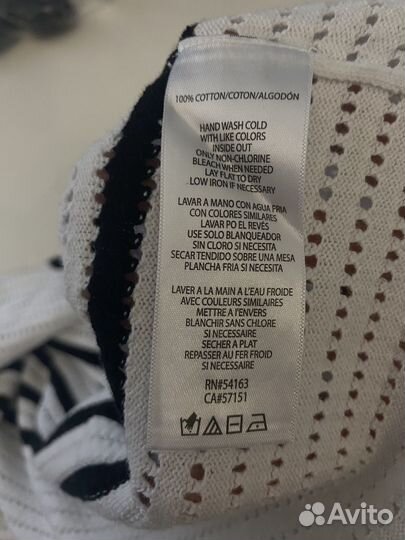 100% COTTON/COTON/ALGODÓN
HAND WASH COLD
WITH LIKE COLORS
INSIDE OUT
ONLY NON-CHLORINE
BLEACH WHEN NEEDED
LAY FLAT TO DRY
LOW IRON IF NECESSARY
LAVAR A MANO CON AGUA FRIA
CON COLORES SIMILARES
LAVAR PO EL REVÉS
USE SOLO BLANQUEADOR
SIN CLORO SI NECESITA
SECAR TENDIDO SOBRE UNA MESA
PLANCHA FRIA SI NECESITA
LAVER A LA MAIN A L'EAU FROIDE
AVEC COULEURS SIMILAIRES
METTRE A l'ENVERS
BLANCHIR SANS CHLORE
SI NECESSAIRE
SECHER A PLAT
REPASSER AU FER FROID
SI NECESSAIRE
RN#54163
CA#57151
Avito